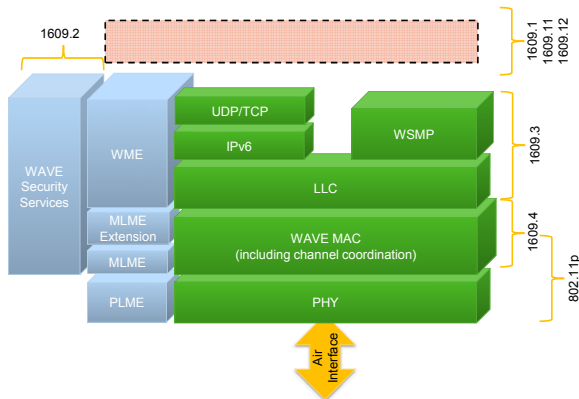 1609.2
1609.1
1609.11
1609.12
UDP/TCP
IPv6
WSMP
WME
LLC
1609.3
WAVE
Security
Services
MLME
Extension
MLME
WAVE MAC
(including channel coordination)
1609.4
802.11p
PLME
PHY
Air
Interface